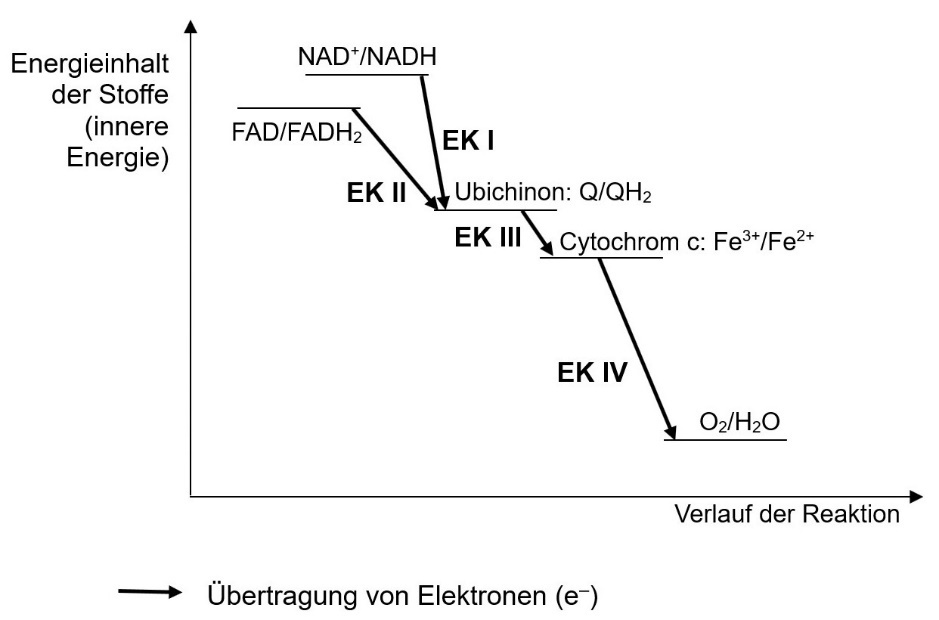 Energieinhalt
der Stoffe
(innere
Energie)
NAD⁺/NADH
FAD/FADH₂
EK I
EK II
Ubichinon: Q/QH₂
EK III
Cytochrom c: Fe³⁺/Fe²⁺
EK IV
O₂/H₂O
Verlauf der Reaktion
Übertragung von Elektronen (e⁻)